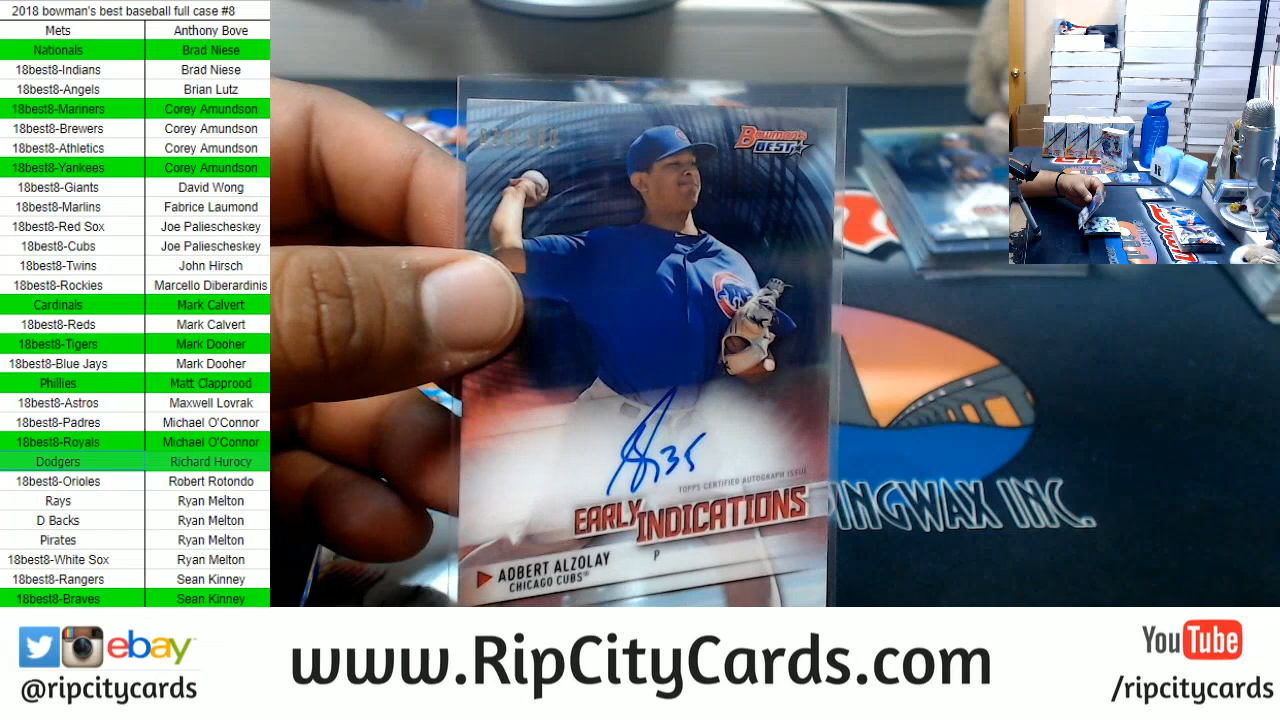 2018 bowman's best baseball full case #8
Mets Anthony Bove
Nationals Brad Niese
18best8-Indians Brad Niese
18best8-Angels Brian Lutz
18best8-Mariners Corey Amundson
18best8-Brewers Corey Amundson
18best8-Athletics Corey Amundson
18best8-Yankees Corey Amundson
18best8-Giants David Wong
18best8-Marlins Fabrice Laumond
18best8-Red Sox Joe Paliescheskey
18best8-Cubs Joe Paliescheskey
18best8-Twins John Hirsch
18best8-Rockies Marcello Diberardinis
Cardinals Mark Calvert
18best8-Reds Mark Calvert
18best8-Tigers Mark Dooher
18best8-Blue Jays Mark Dooher
Phillies Matt Clapprood
18best8-Astros Maxwell Lovrak
18best8-Padres Michael O'Connor
18best8-Royals Michael O'Connor
Dodgers Richard Hurocy
18best8-Orioles Robert Rotondo
Rays Ryan Melton
D Backs Ryan Melton
Pirates Ryan Melton
18best8-White Sox Ryan Melton
18best8-Rangers Sean Kinney
18best8-Braves Sean Kinney
Bowman's
BEST
35
TOPPS CERTIFIED AUTOGRAPH ISSUE
EARLY INDICATIONS
ADBERT ALZOLAY P
CHICAGO CUBS
INGWAX INC.
ebay
@ripcitycards
www.RipCityCards.com
YouTube
/ripcitycards